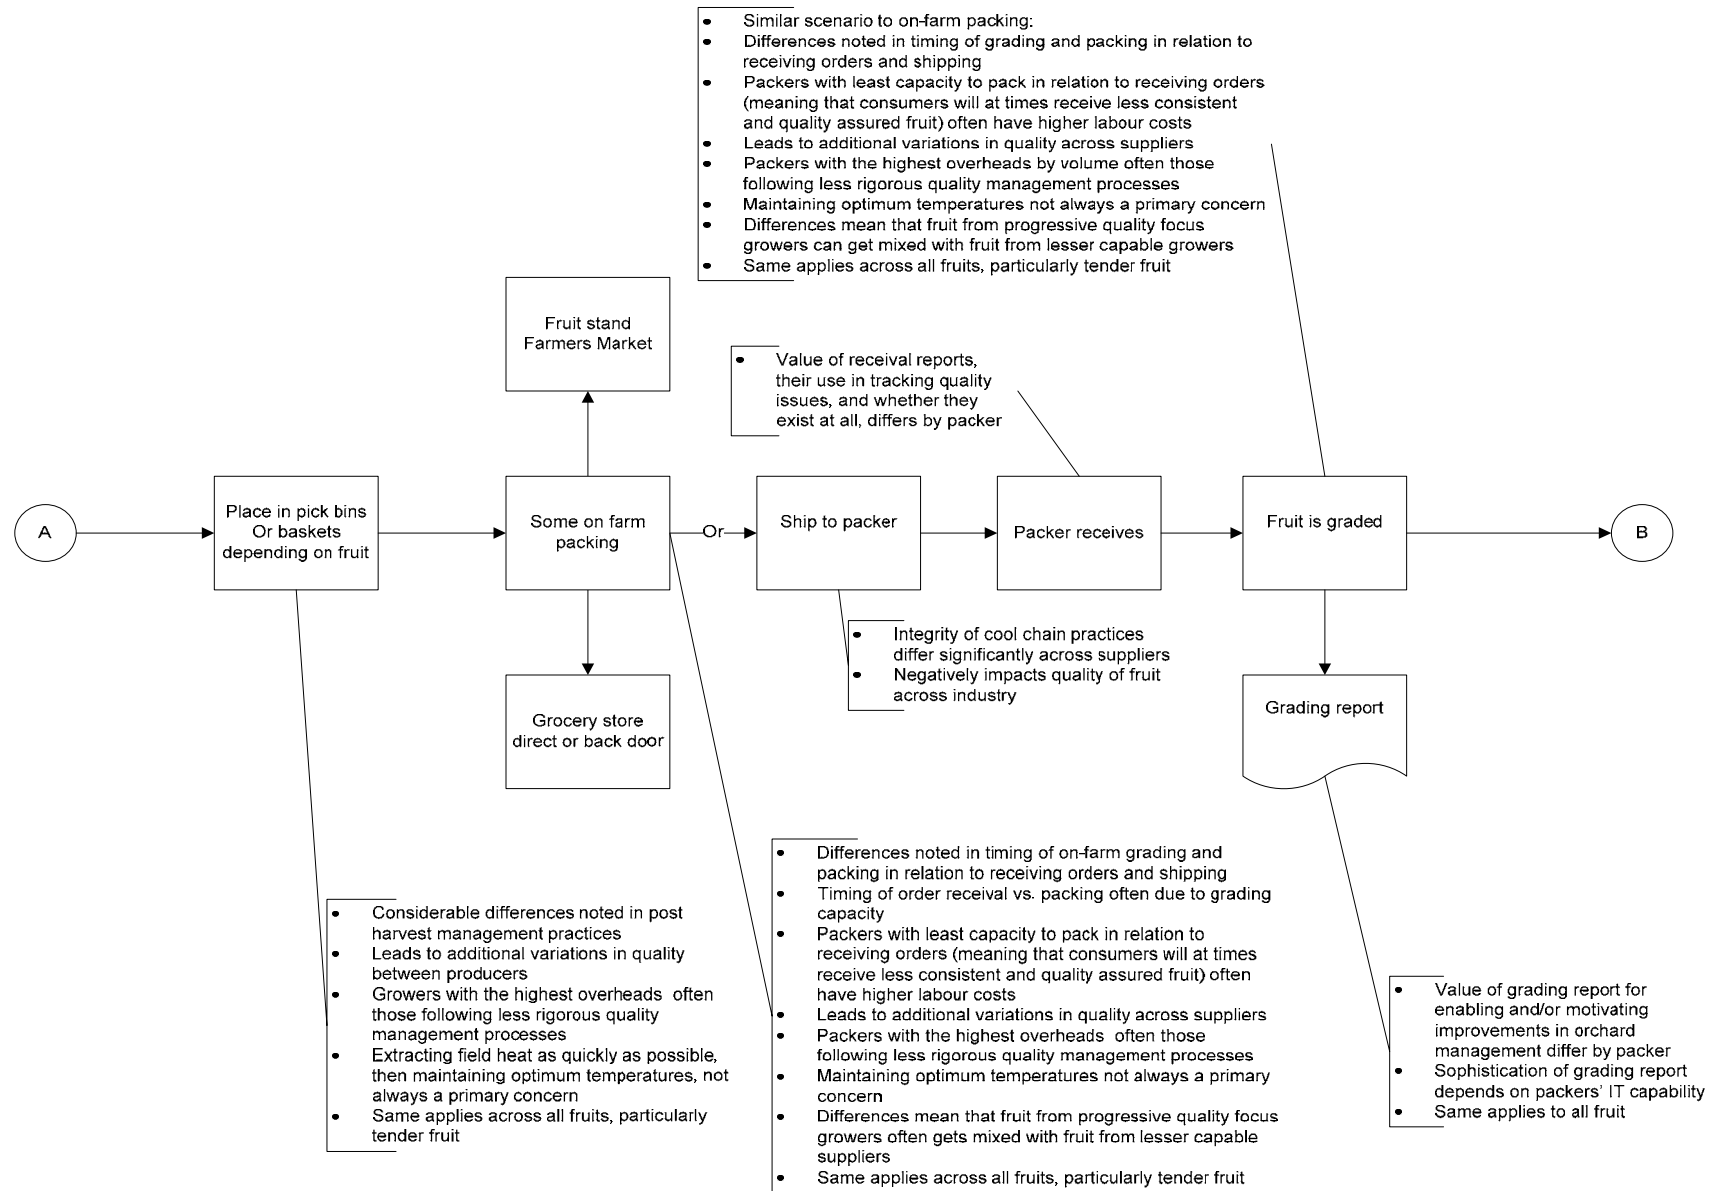 • Similar scenario to on-farm packing:
• Differences noted in timing of grading and packing in relation to
receiving orders and shipping
• Packers with least capacity to pack in relation to receiving orders
(meaning that consumers will at times receive less consistent
and quality assured fruit) often have higher labour costs
• Leads to additional variations in quality across suppliers
• Packers with the highest overheads by volume often those
following less rigorous quality management processes
• Maintaining optimum temperatures not always a primary concern
• Differences mean that fruit from progressive quality focus
growers can get mixed with fruit from lesser capable growers
• Same applies across all fruits, particularly tender fruit
Fruit stand
Farmers Market
• Value of receival reports,
their use in tracking quality
issues, and whether they
exist at all, differs by packer
A
Place in pick bins
Or baskets
depending on fruit
Some on farm
packing
Or
Ship to packer
Packer receives
Fruit is graded
B
• Integrity of cool chain practices
differ significantly across suppliers
• Negatively impacts quality of fruit
across industry
Grocery store
direct or back door
Grading report
• Considerable differences noted in post
harvest management practices
• Leads to additional variations in quality
between producers
• Growers with the highest overheads often
those following less rigorous quality
management processes
• Extracting field heat as quickly as possible,
then maintaining optimum temperatures, not
always a primary concern
• Same applies across all fruits, particularly
tender fruit
• Differences noted in timing of on-farm grading and
packing in relation to receiving orders and shipping
• Timing of order receival vs. packing often due to grading
capacity
• Packers with least capacity to pack in relation to
receiving orders (meaning that consumers will at times
receive less consistent and quality assured fruit) often
have higher labour costs
• Leads to additional variations in quality across suppliers
• Packers with the highest overheads often those
following less rigorous quality management processes
• Maintaining optimum temperatures not always a primary
concern
• Differences mean that fruit from progressive quality focus
growers often gets mixed with fruit from lesser capable
suppliers
• Same applies across all fruits, particularly tender fruit
• Value of grading report for
enabling and/or motivating
improvements in orchard
management differ by packer
• Sophistication of grading report
depends on packers' IT capability
• Same applies to all fruit